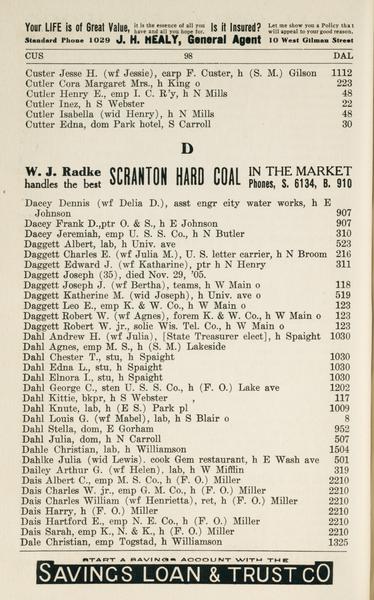 Your LIFE is of Great Value, it is the essence of all you have and all you hope for. Is it Insured? Let me show you a Policy that will appeal to your good reason.
Standard Phone 1029 J. H. HEALY, General Agent 10 West Gilman Street
CUS 98 DAL
Custer Jesse H. (wf Jessie), carp F. Custer, h (S. M.) Gilson 1112
Cutler Cora Margaret Mrs., h King o 223
Cutler Henry E., emp I. C. R'y, h N Mills 48
Cutler Inez, h S Webster 22
Cutler Isabella (wid Henry), h N Mills 48
Cutter Edna, dom Park hotel, S Carroll 30
D
W. J. Radke handles the best SCRANTON HARD COAL IN THE MARKET Phones, S. 6134, B. 910
Dacey Dennis (wf Delia D.), asst engr city water works, h E
Johnson 907
Dacey Frank D.,ptr O. & S., h E Johnson 907
Dacey Jeremiah, emp U. S. S. Co., h N Butler 310
Daggett Albert, lab, h Univ. ave 523
Daggett Charles E. (wf Julia M.), U. S. letter carrier, h N Broom 216
Daggett Edward J. (wf Katharine), ptr h N Henry 311
Daggett Joseph (35), died Nov. 29, '05.
Daggett Joseph J. (wf Bertha), teams, h W Main o 118
Daggett Katherine M. (wid Joseph), h Univ. ave o 519
Daggett Leo E., emp K. & W. Co., h W Main o 123
Daggett Robert W. (wf Agnes), forem K. & W. Co., h W Main o 123
Daggett Robert W. jr., solic Wis. Tel. Co., h W Main o 123
Dahl Andrew H. (wf Julia), [State Treasurer elect], h Spaight 1030
Dahl Agnes, emp M. S., h (S. M.) Lakeside
Dahl Chester T., stu, h Spaight 1030
Dahl Edna L., stu, h Spaight 1030
Dahl Elnora I., stu, h Spaight 1030
Dahl George C., sten U. S. S. Co., h (F. O.) Lake ave 1202
Dahl Kittie, bkpr, h S Webster 117
Dahl Knute, lab, h (E S.) Park pl 1009
Dahl Louis G. (wf Mabel), lab, h S Blair o 8
Dahl Stella, dom, E Gorham 952
Dahl Julia, dom, h N Carroll 507
Dahle Christian, lab, h Williamson 1504
Dahlke Julia (wid Lewis). cook Gem restaurant, h E Wash ave 501
Dailey Arthur G. (wf Helen), lab, h W Mifflin 319
Dais Albert C., emp M. S. Co., h (F. O.) Miller 2210
Dais Charles W. jr., emp G. M. Co., h (F. O.) Miller 2210
Dais Charles William (wf Henrietta), ret, h (F. O.) Miller 2210
Dais Harry, h (F. O.) Miller 2210
Dais Hartford E., emp N. E. Co., h (F. O.) Miller 2210
Dais Sarah, emp K., N. & K., h (F. O.) Miller 2210
Dale Christian, emp Togstad, h Williamson 1325
START A SAVINGS ACCOUNT WITH THE
SAVINGS LOAN & TRUST CO